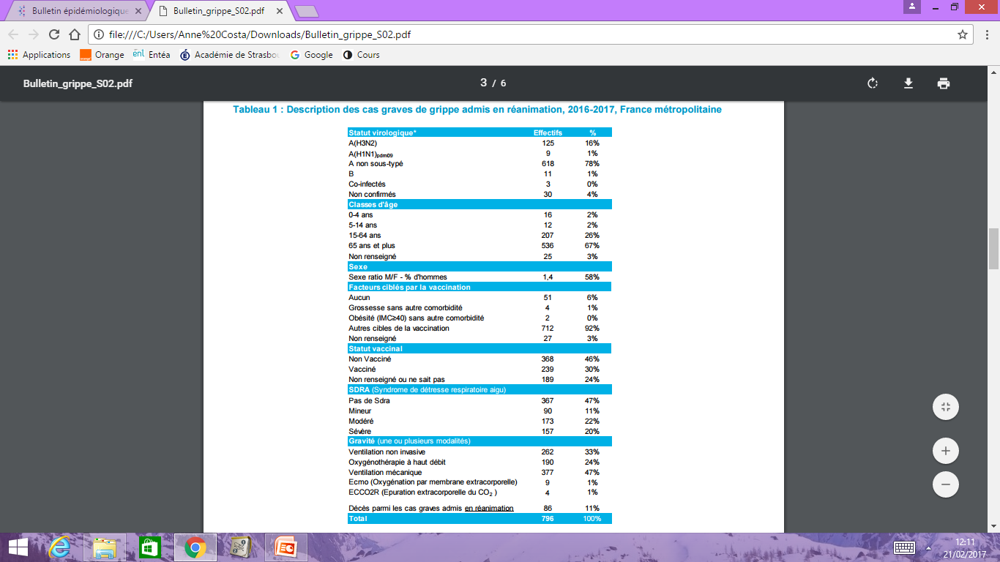 Bulletin épidémiologique
Bulletin_grippe_S02.pdf
file:///C:/Users/Anne%20Costa/Downloads/Bulletin_grippe_S02.pdf
Applications Orange énl Entéa Académie de Strasbou Google Cours
Bulletin_grippe_S02.pdf 3 / 6
Tableau 1 : Description des cas graves de grippe admis en réanimation, 2016-2017, France métropolitaine
Statut virologique* Effectifs %
A(H3N2) 125 16%
A(H1N1)pdm09 9 1%
A non sous-typé 618 78%
B 11 1%
Co-infectés 3 0%
Non confirmés 30 4%
Classes d'âge
0-4 ans 16 2%
5-14 ans 12 2%
15-64 ans 207 26%
65 ans et plus 536 67%
Non renseigné 25 3%
Sexe
Sexe ratio M/F - % d'hommes 1,4 58%
Facteurs ciblés par la vaccination
Aucun 51 6%
Grossesse sans autre comorbidité 4 1%
Obésité (IMC≥40) sans autre comorbidité 2 0%
Autres cibles de la vaccination 712 92%
Non renseigné 27 3%
Statut vaccinal
Non Vacciné 368 46%
Vacciné 239 30%
Non renseigné ou ne sait pas 189 24%
SDRA (Syndrome de détresse respiratoire aigu)
Pas de Sdra 367 47%
Mineur 90 11%
Modéré 173 22%
Sévère 157 20%
Gravité (une ou plusieurs modalités)
Ventilation non invasive 262 33%
Oxygénothérapie à haut débit 190 24%
Ventilation mécanique 377 47%
Ecmo (Oxygénation par membrane extracorporelle) 9 1%
ECCO2R (Epuration extracorporelle du CO₂ ) 4 1%
Décès parmi les cas graves admis en réanimation 86 11%
Total 796 100%
12:11
21/02/2017